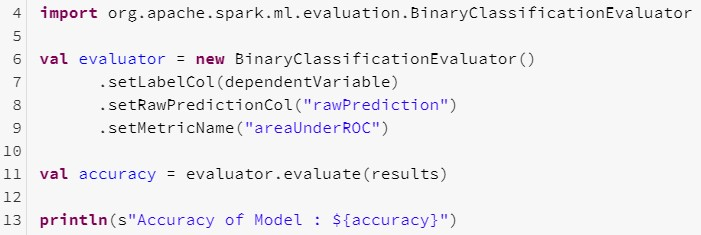 4 import org.apache.spark.ml.evaluation.BinaryClassificationEvaluator
5
6 val evaluator = new BinaryClassificationEvaluator()
7       .setLabelCol(dependentVariable)
8       .setRawPredictionCol("rawPrediction")
9       .setMetricName("areaUnderROC")
10
11 val accuracy = evaluator.evaluate(results)
12
13 println(s"Accuracy of Model : ${accuracy}")